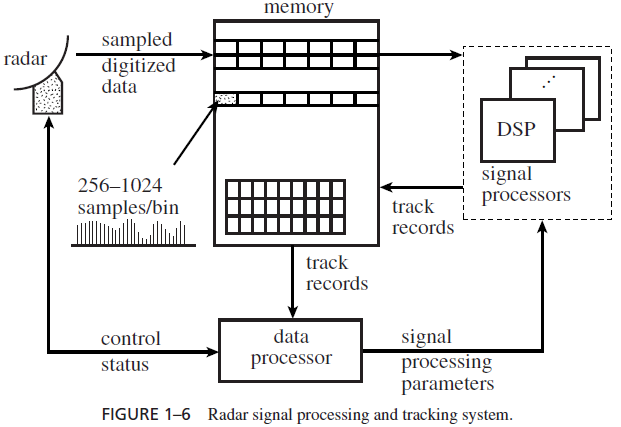 memory
radar
sampled
digitized
data
DSP
signal
processors
256–1024
samples/bin
track
records
track
records
control
status
data
processor
signal
processing
parameters
FIGURE 1–6 Radar signal processing and tracking system.